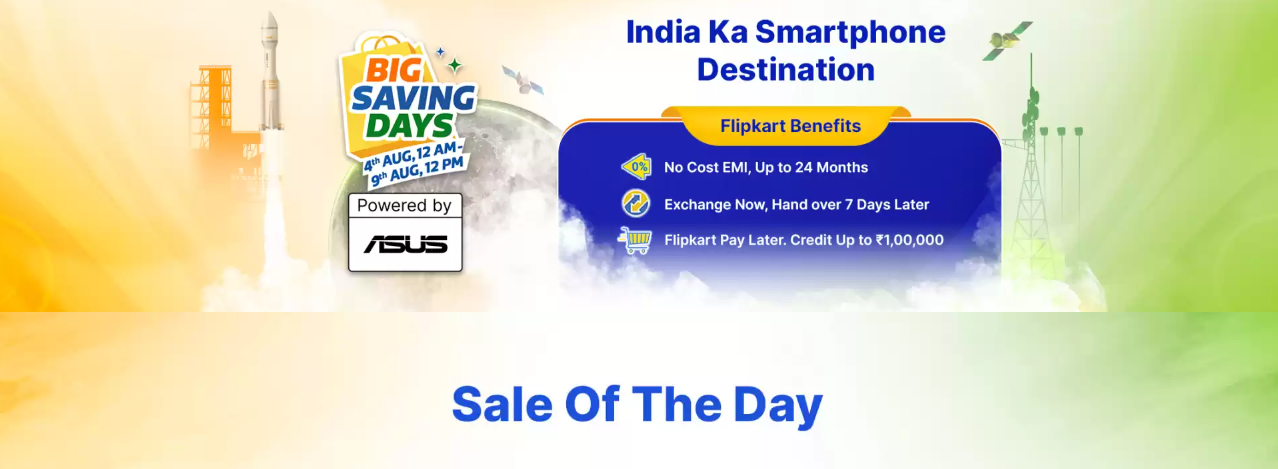 BIG
SAVING
DAYS
4th AUG, 12 AM-
9th AUG, 12 PM
Powered by
ASUS
India Ka Smartphone
Destination
Flipkart Benefits
0%
No Cost EMI, Up to 24 Months
Exchange Now, Hand over 7 Days Later
Flipkart Pay Later. Credit Up to ₹1,00,000
Sale Of The Day